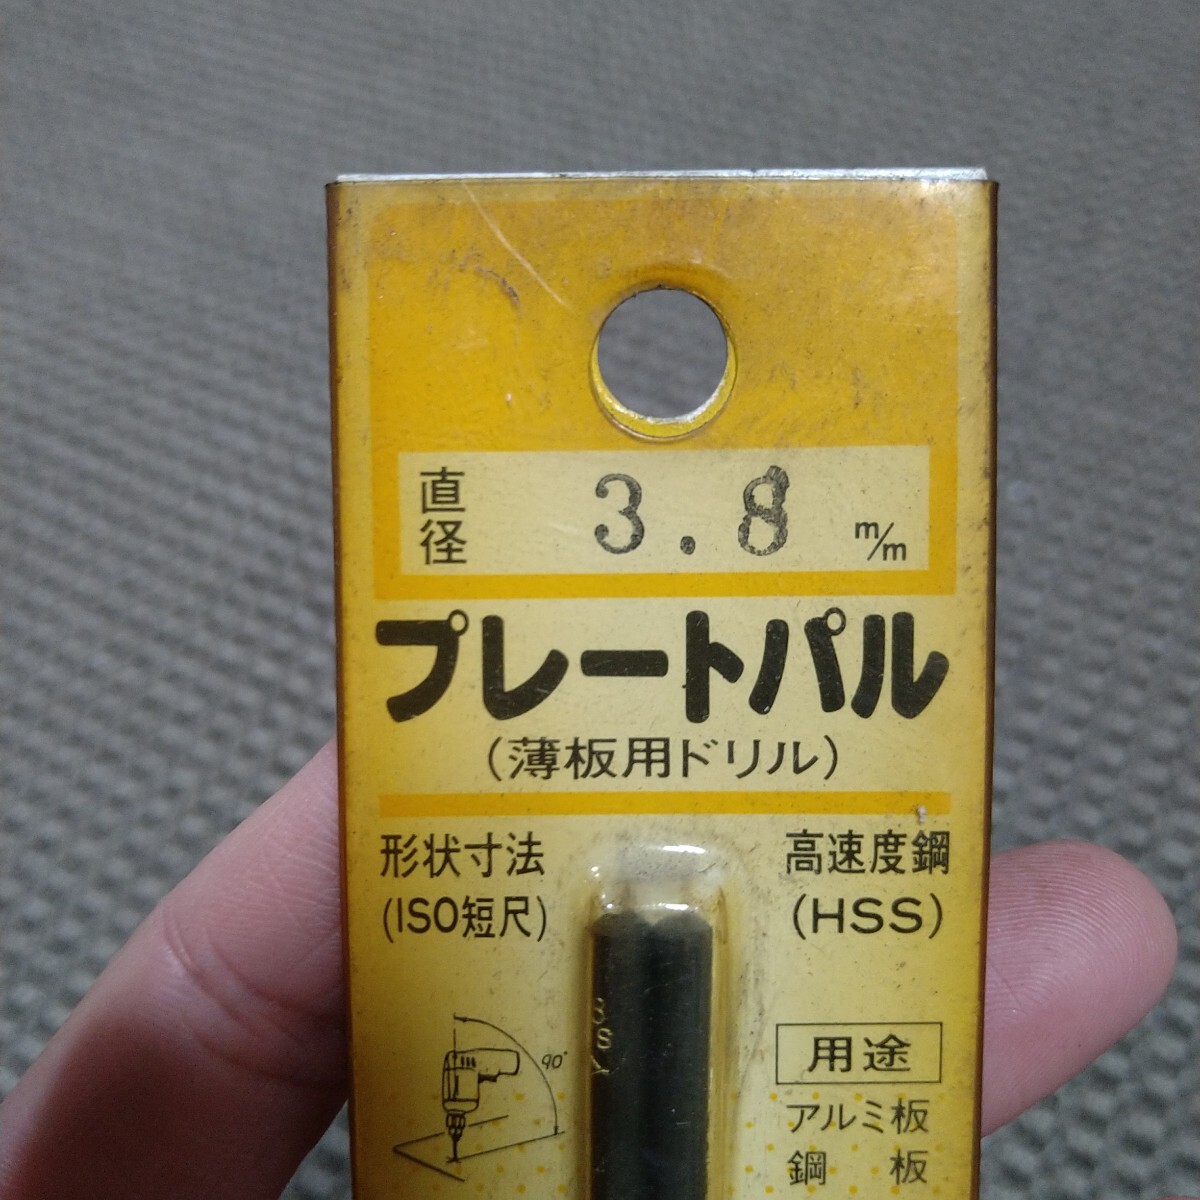 直径 3.8 m/m
プレートパル
(薄板用ドリル)
形状寸法
(ISO短尺)
高速度鋼
(HSS)
90°
用途
アルミ板
鋼 板